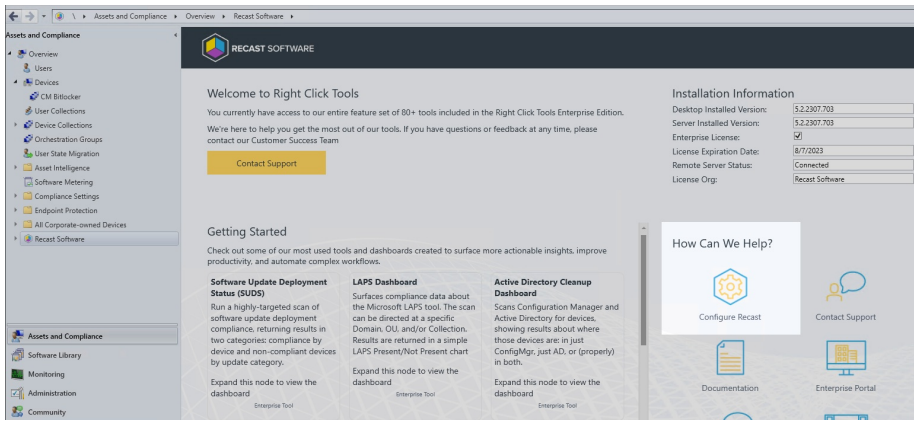 \ ▸ Assets and Compliance ▸ Overview ▸ Recast Software ▸
Assets and Compliance
Overview
Users
Devices
CM Bitlocker
User Collections
Device Collections
Orchestration Groups
User State Migration
Asset Intelligence
Software Metering
Compliance Settings
Endpoint Protection
All Corporate-owned Devices
Recast Software
Assets and Compliance
Software Library
Monitoring
Administration
Community
RECAST SOFTWARE
Welcome to Right Click Tools
You currently have access to our entire feature set of 80+ tools included in the Right Click Tools Enterprise Edition.
We're here to help you get the most out of our tools. If you have questions or feedback at any time, please
contact our Customer Success Team
Contact Support
Installation Information
Desktop Installed Version: 5.2.2307.703
Server Installed Version: 5.2.2307.703
Enterprise License:
License Expiration Date: 8/7/2023
Remote Server Status: Connected
License Org: Recast Software
Getting Started
Check out some of our most used tools and dashboards created to surface more actionable insights, improve
productivity, and automate complex workflows.
Software Update Deployment
Status (SUDS)
Run a highly-targeted scan of
software update deployment
compliance, returning results in
two categories: compliance by
device and non-compliant devices
by update category.
Expand this node to view the
dashboard
Enterprise Tool
LAPS Dashboard
Surfaces compliance data about
the Microsoft LAPS tool. The scan
can be directed at a specific
Domain, OU, and/or Collection.
Results are returned in a simple
LAPS Present/Not Present chart
Expand this node to view the
dashboard
Enterprise Tool
Active Directory Cleanup
Dashboard
Scans Configuration Manager and
Active Directory for devices,
showing results about where
those devices are: in just
ConfigMgr, just AD, or (properly)
in both.
Expand this node to view the
dashboard
Enterprise Tool
How Can We Help?
Configure Recast
Contact Support
Documentation
Enterprise Portal